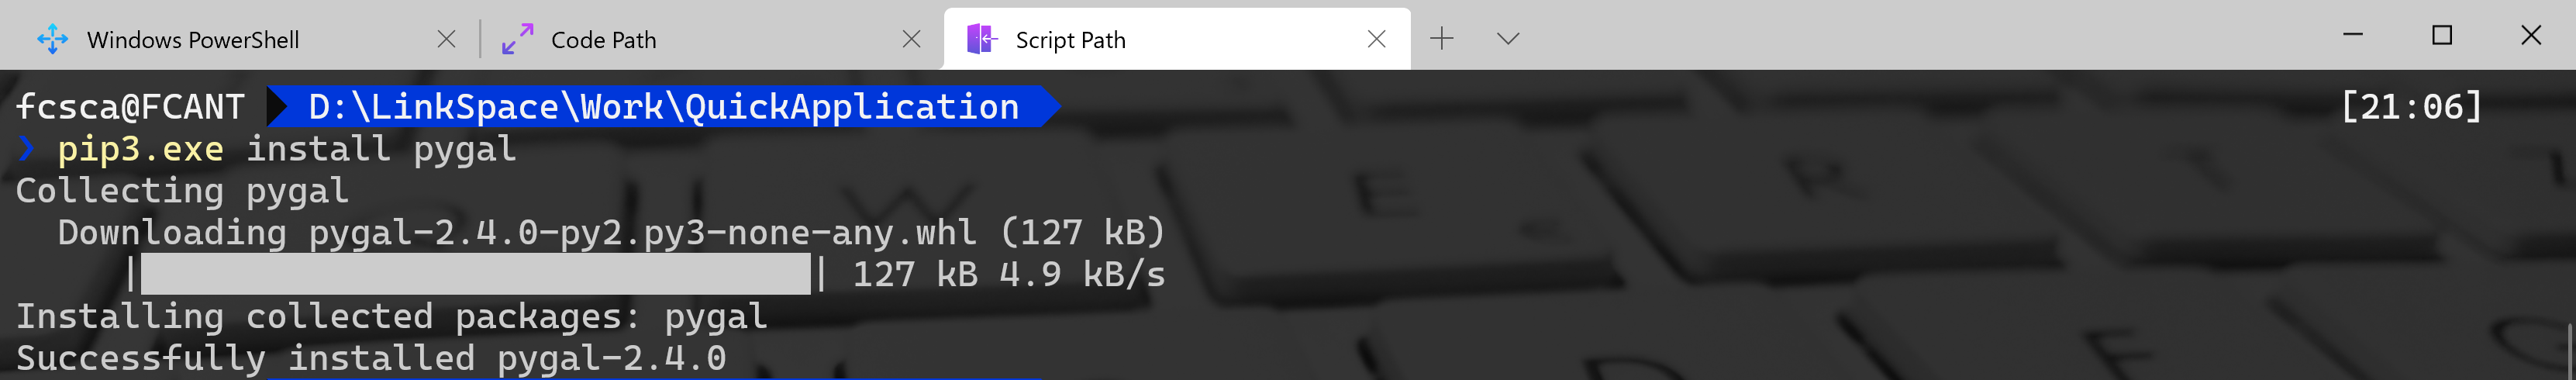 Windows PowerShell
Code Path
Script Path
fcsca@FCANT D:\LinkSpace\Work\QuickApplication [21:06]
❯ pip3.exe install pygal
Collecting pygal
Downloading pygal-2.4.0-py2.py3-none-any.whl (127 kB)
| | 127 kB 4.9 kB/s
Installing collected packages: pygal
Successfully installed pygal-2.4.0
W
E
R
E
D